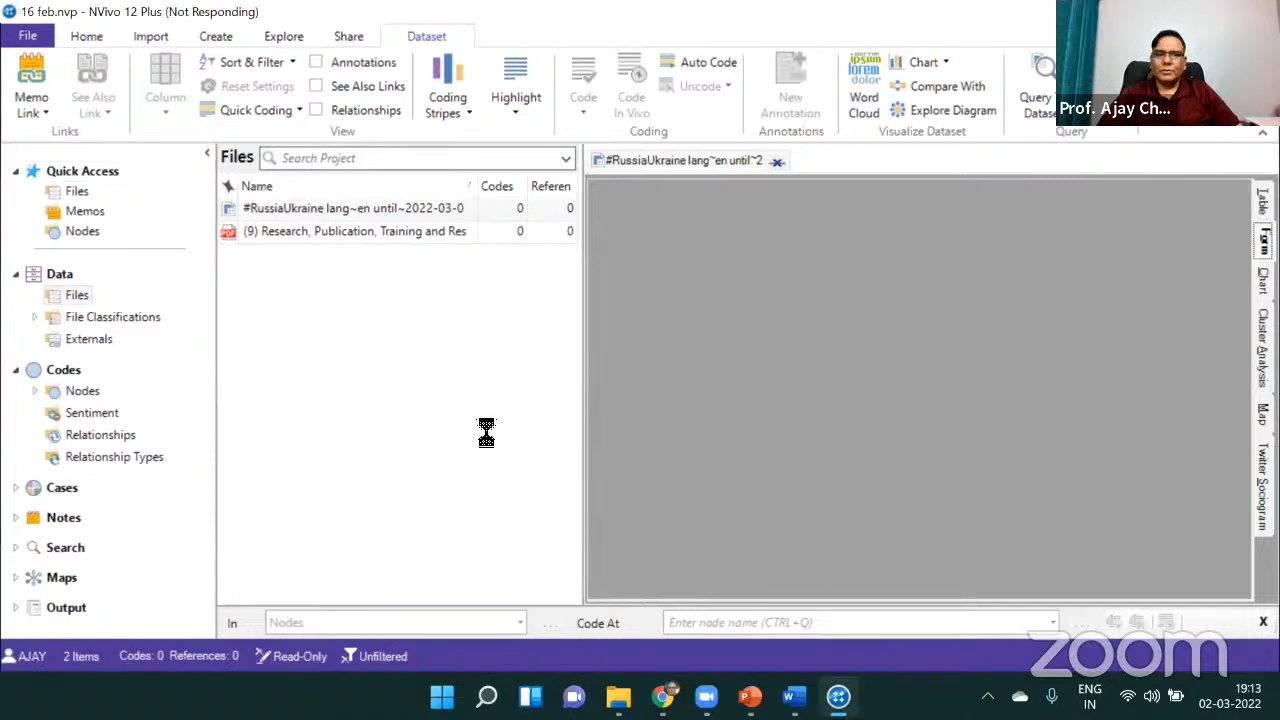 16 feb.nvp - NVivo 12 Plus (Not Responding)
File Home Import Create Explore Share Dataset
Memo Link
See Also Link
Links
Column
Sort & Filter
Reset Settings
Quick Coding
Annotations
See Also Links
Relationships
View
Coding Stripes
Highlight
Code
Code In Vivo
Auto Code
Uncode
Coding
New Annotation
Annotations
lorem
dolor
Word Cloud
Chart
Compare With
Explore Diagram
Visualize Dataset
Query
Query
Prof. Ajay Ch...
Quick Access
Files
Memos
Nodes
Data
Files
File Classifications
Externals
Codes
Nodes
Sentiment
Relationships
Relationship Types
Cases
Notes
Search
Maps
Output
Files Search Project
Name Codes Referen
#RussiaUkraine lang~en until~2022-03-0 0 0
PDF (9) Research, Publication, Training and Res 0 0
#RussiaUkraine lang~en until~2
Table
Form
Chart
Cluster Analysis
Map
Twitter Sociogram
In Nodes ... Code At Enter node name (CTRL+Q) ... X
AJAY 2 Items Codes: 0 References: 0 Read-Only Unfiltered
zoom
ENG
IN
19:13
02-03-2022